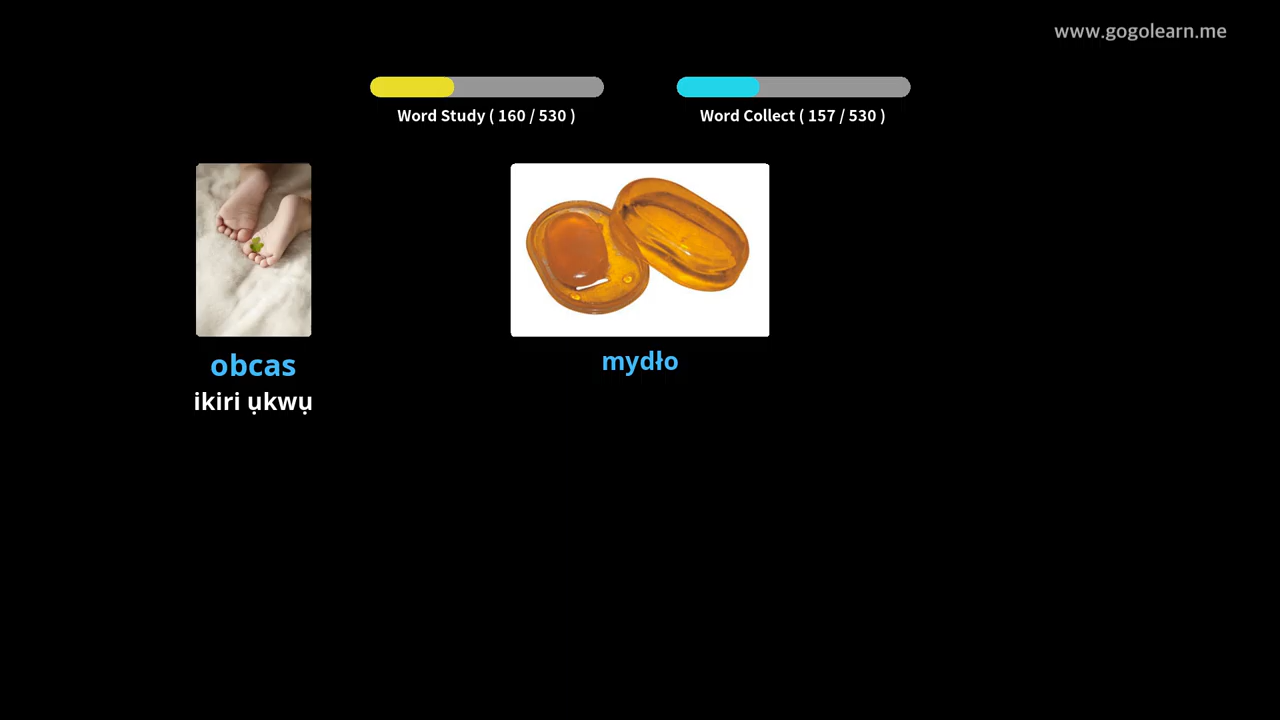 www.gogolearn.me
Word Study ( 160 / 530 )
Word Collect ( 157 / 530 )
obcas
ikiri ụkwụ
mydło